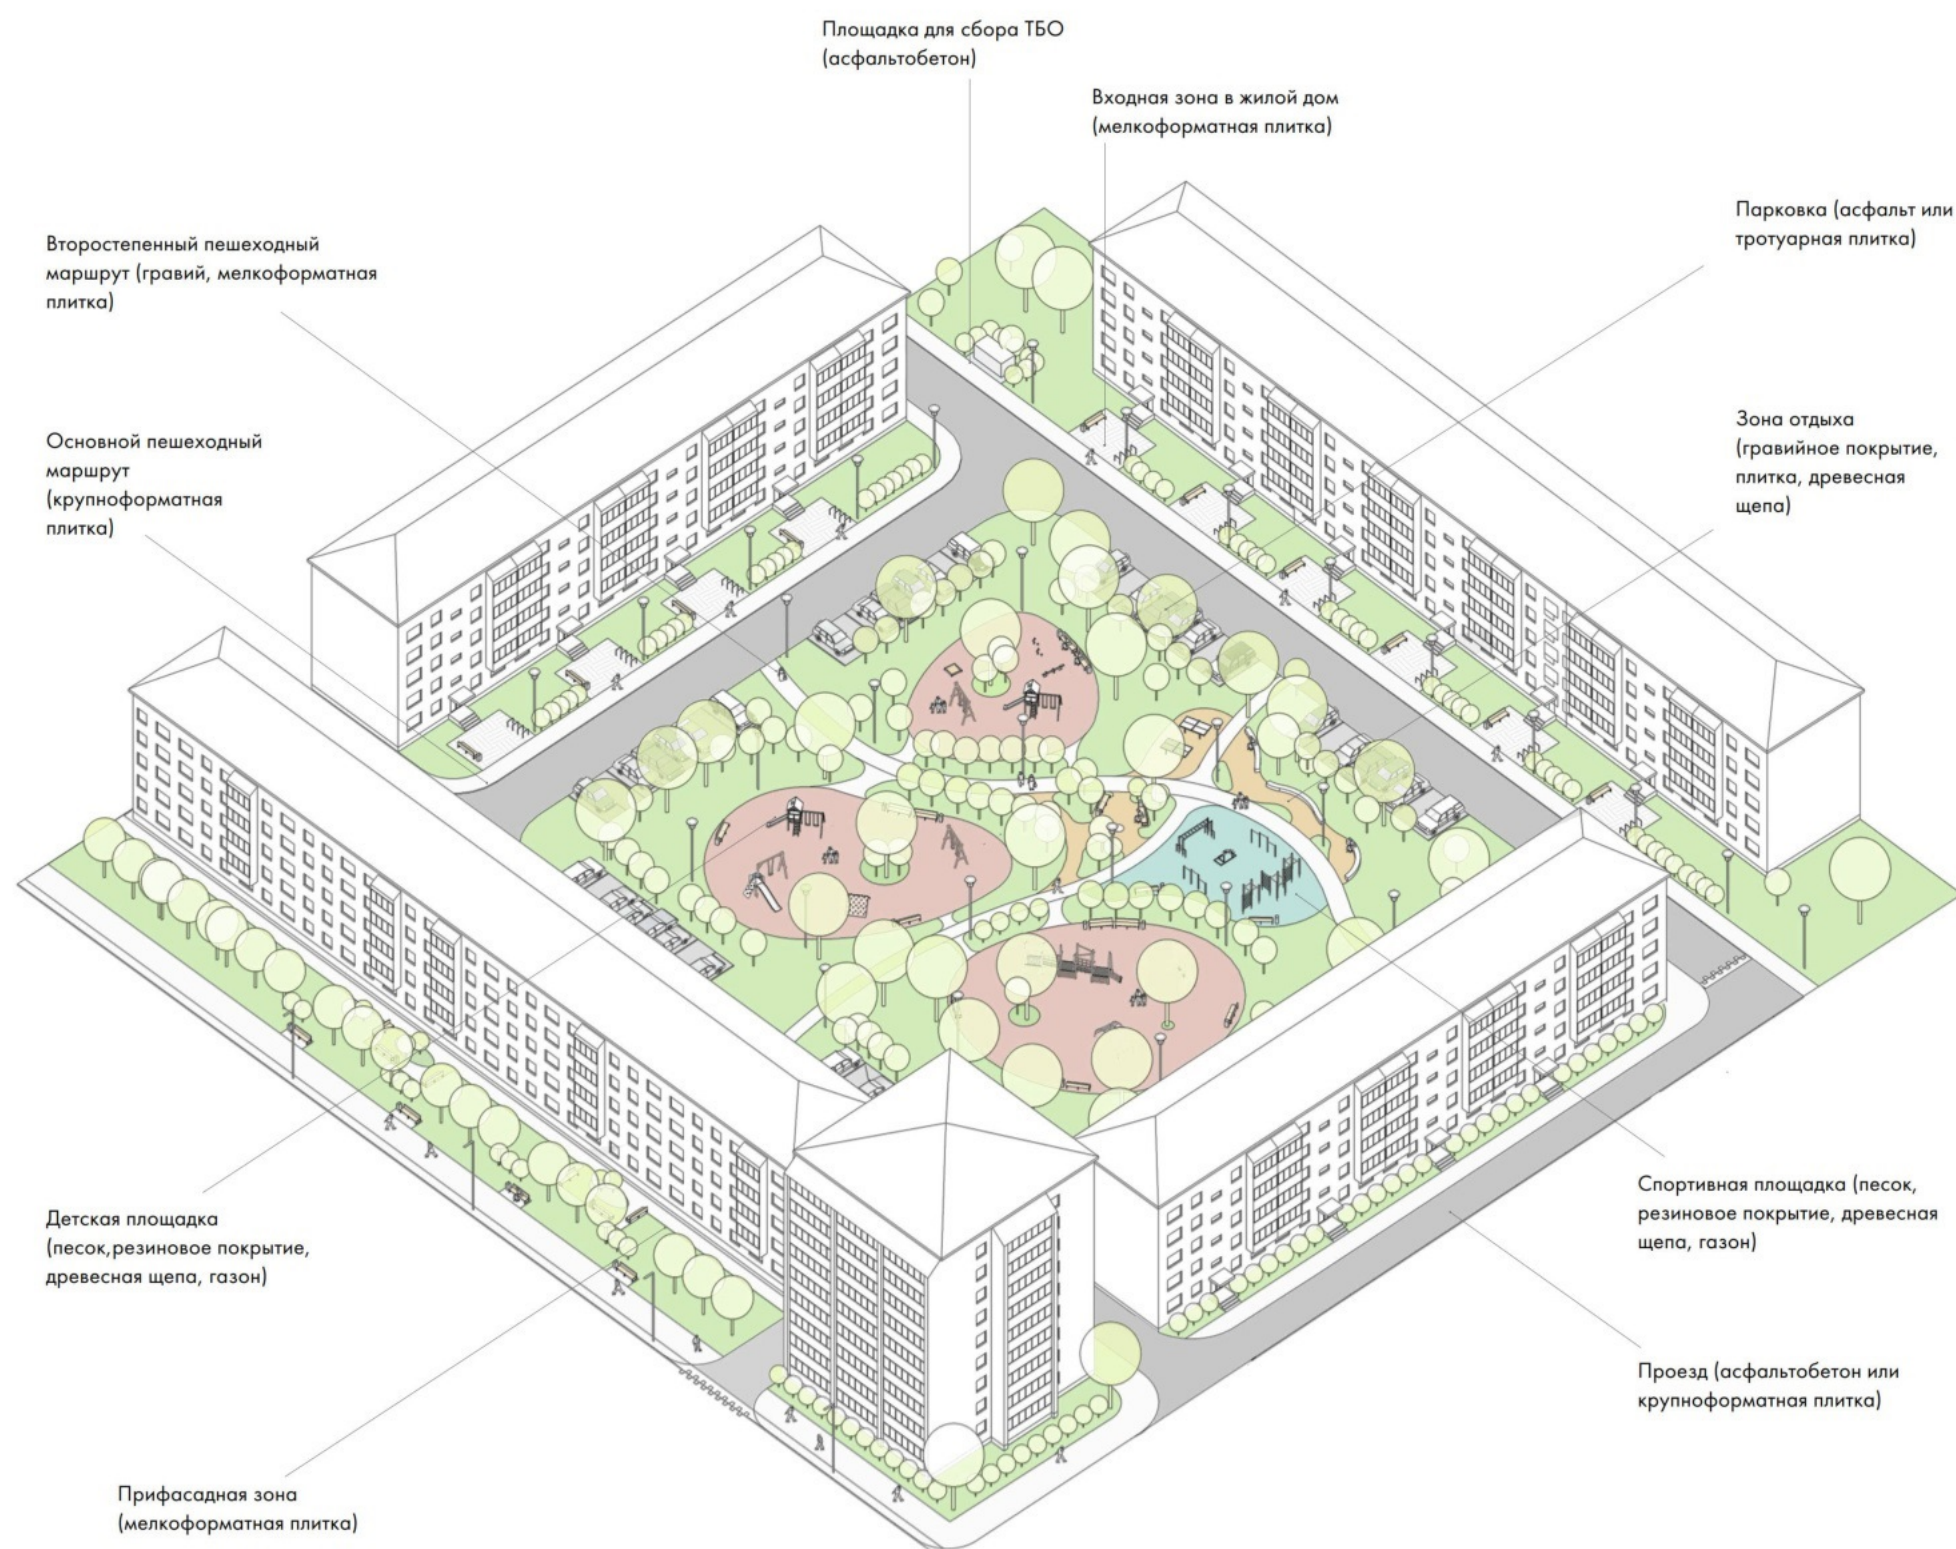 Площадка для сбора ТБО
(асфальтобетон)
Входная зона в жилой дом
(мелкоформатная плитка)
Парковка (асфальт или
тротуарная плитка)
Второстепенный пешеходный
маршрут (гравий, мелкоформатная
плитка)
Зона отдыха
(гравийное покрытие,
плитка, древесная
щепа)
Основной пешеходный
маршрут
(крупноформатная
плитка)
Детская площадка
(песок,резиновое покрытие,
древесная щепа, газон)
Спортивная площадка (песок,
резиновое покрытие, древесная
щепа, газон)
Проезд (асфальтобетон или
крупноформатная плитка)
Прифасадная зона
(мелкоформатная плитка)